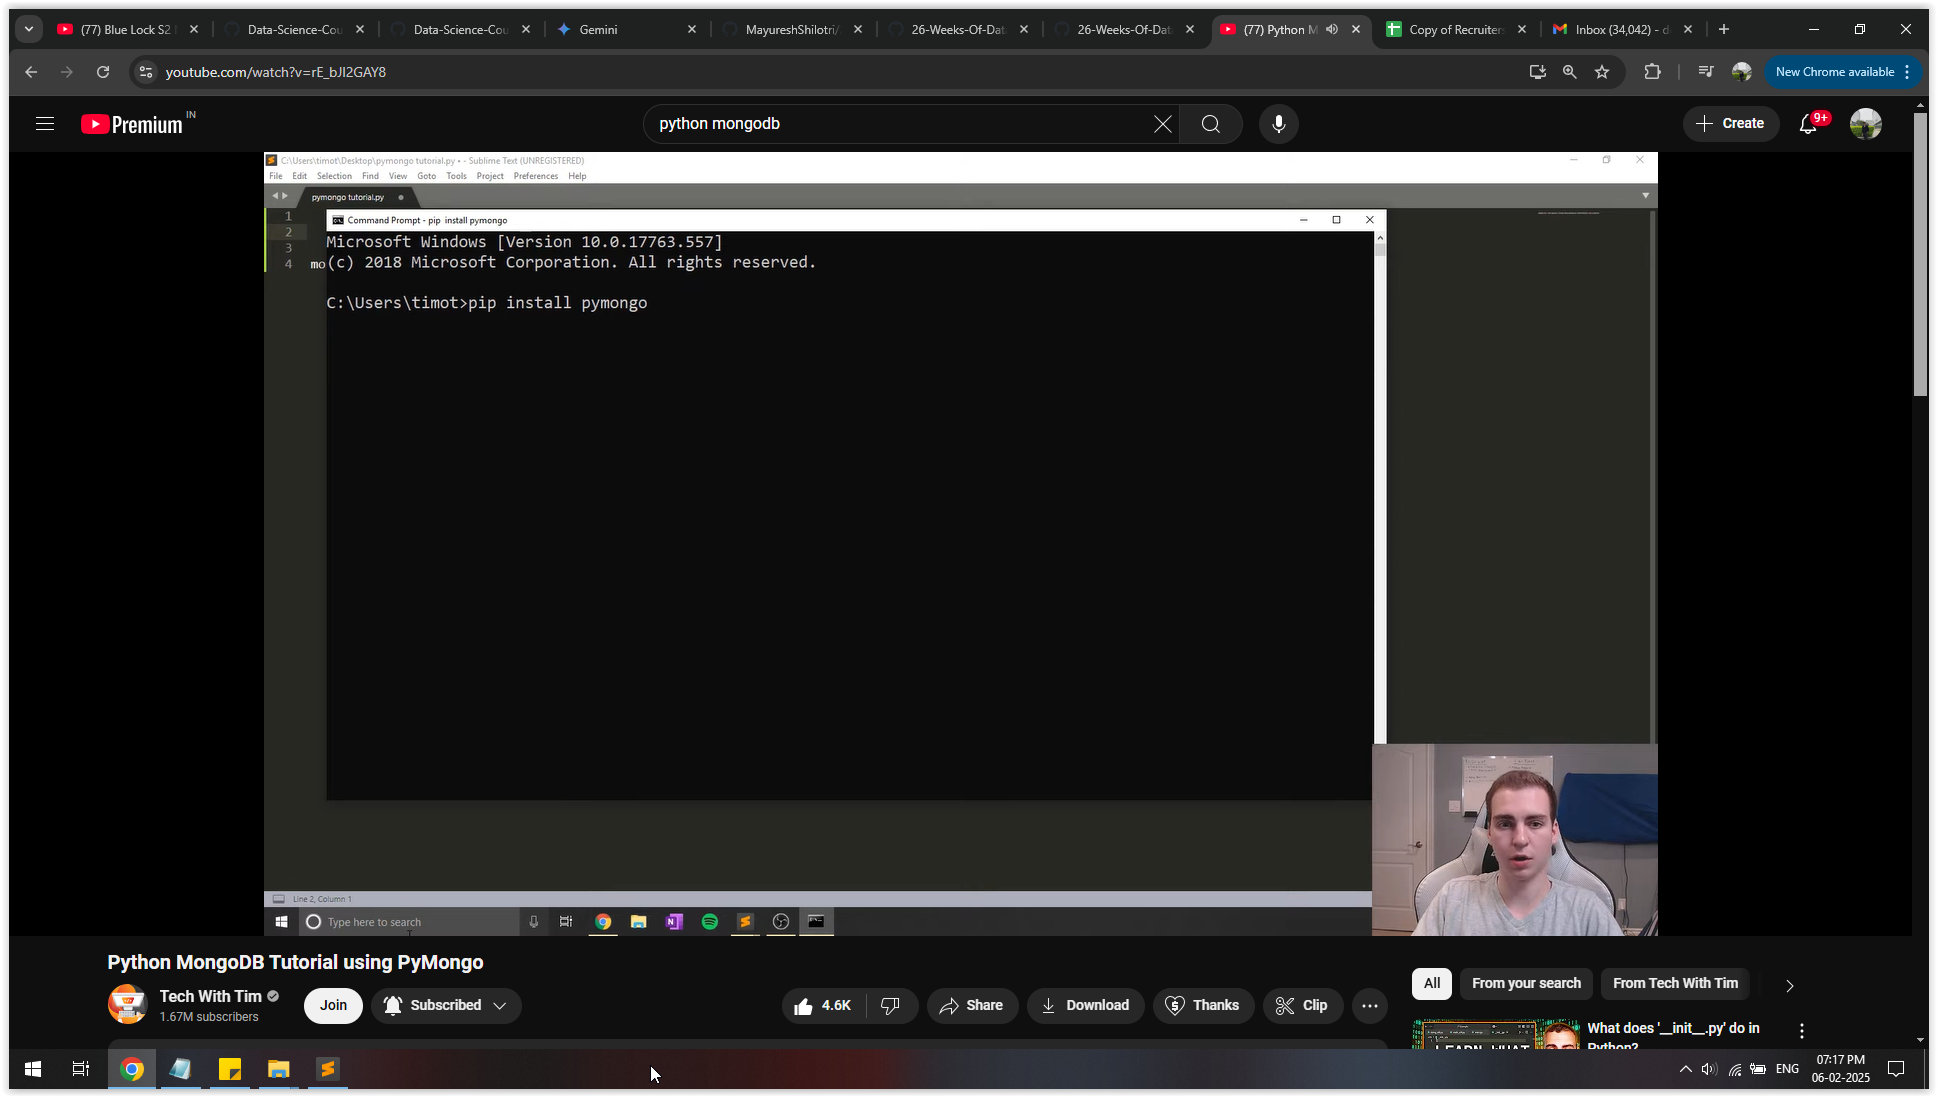 (77) Blue Lock S2
Data-Science-Cou
Data-Science-Cou
Gemini
MayureshShilotri/
26-Weeks-Of-Dat
26-Weeks-Of-Dat
(77) Python M
Copy of Recruiters
Inbox (34,042) - d
youtube.com/watch?v=rE_bJl2GAY8
New Chrome available
Premium IN
python mongodb
Create
9+
C:\Users\timot\Desktop\pymongo tutorial.py • - Sublime Text (UNREGISTERED)
File Edit Selection Find View Goto Tools Project Preferences Help
pymongo tutorial.py
1
2
3
4 mo
Command Prompt - pip install pymongo
Microsoft Windows [Version 10.0.17763.557]
(c) 2018 Microsoft Corporation. All rights reserved.
C:\Users\timot>pip install pymongo
Line 2, Column 1
Type here to search
Python MongoDB Tutorial using PyMongo
Tech With Tim
1.67M subscribers
Join
Subscribed
4.6K
Share
Download
Thanks
Clip
All
From your search
From Tech With Tim
What does '__init__.py' do in
Python?
LEARN WHAT
ENG
07:17 PM
06-02-2025